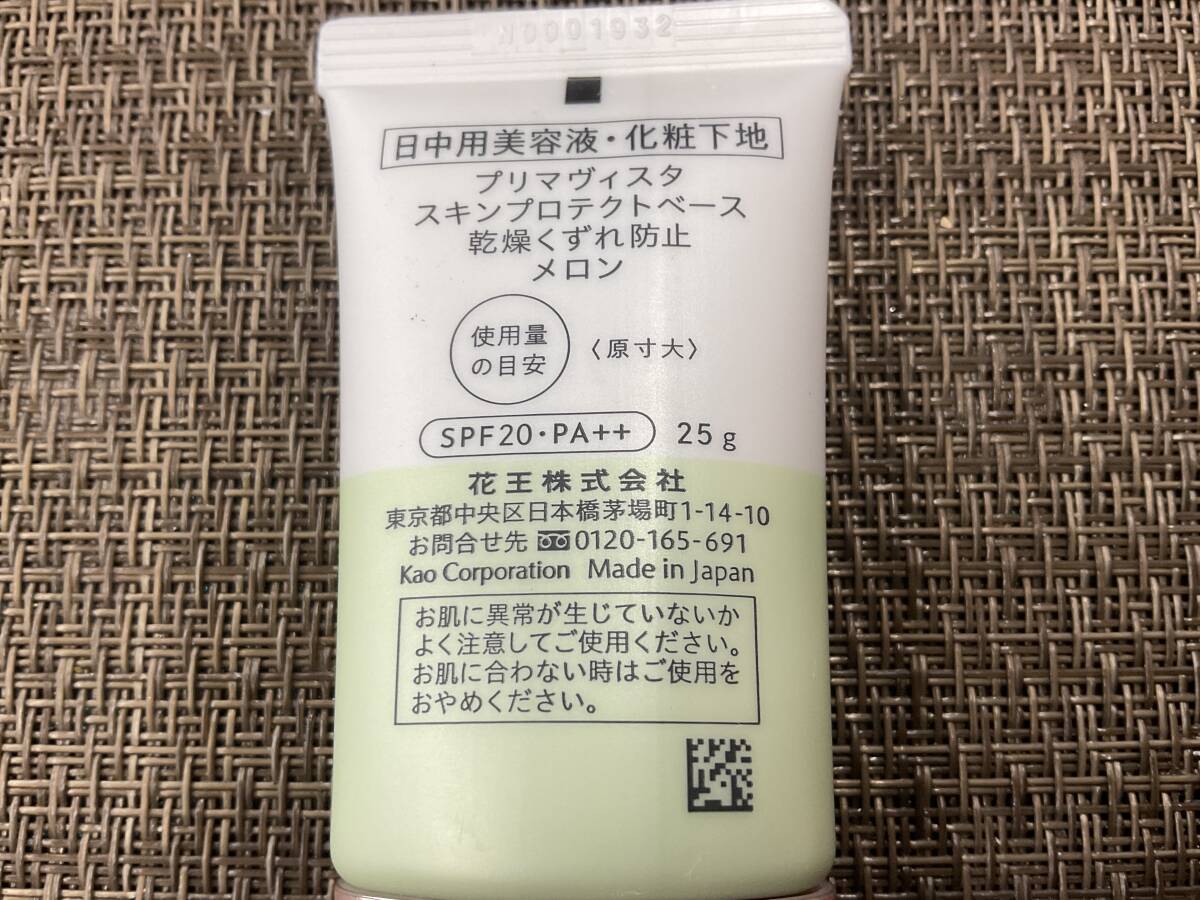 N0001932
日中用美容液・化粧下地
プリマヴィスタ
スキンプロテクトベース
乾燥くずれ防止
メロン
使用量
の目安
〈原寸大〉
SPF20・PA++ 25g
花王株式会社
東京都中央区日本橋茅場町1-14-10
お問合せ先 0120-165-691
Kao Corporation Made in Japan
お肌に異常が生じていないか
よく注意してご使用ください。
お肌に合わない時はご使用を
おやめください。